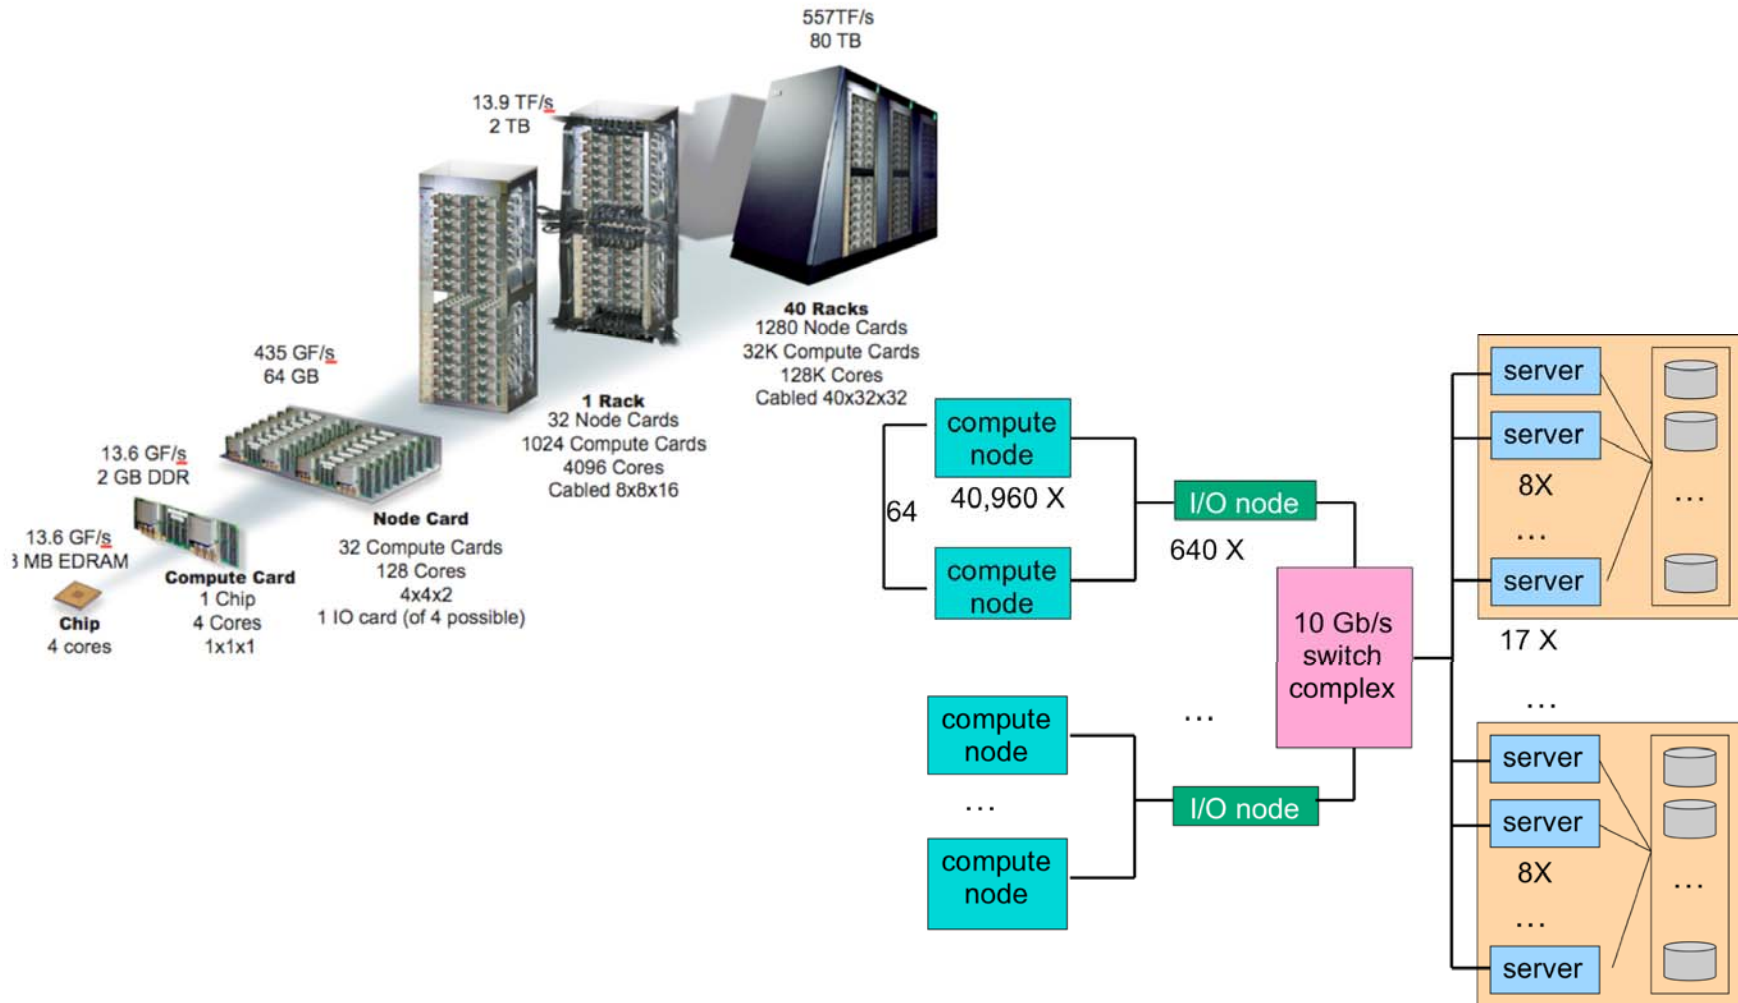 557TF/s
80 TB
13.9 TF/s
2 TB
435 GF/s
64 GB
13.6 GF/s
2 GB DDR
13.6 GF/s
MB EDRAM
Chip
4 cores
Compute Card
1 Chip
4 Cores
1x1x1
Node Card
32 Compute Cards
128 Cores
4x4x2
1 IO card (of 4 possible)
1 Rack
32 Node Cards
1024 Compute Cards
4096 Cores
Cabled 8x8x16
40 Racks
1280 Node Cards
32K Compute Cards
128K Cores
Cabled 40x32x32
compute
node
40,960 X
64
compute
node
I/O node
640 X
...
compute
node
...
compute
node
I/O node
10 Gb/s
switch
complex
server
server
8X
...
server
...
17 X
...
server
server
8X
...
server
...